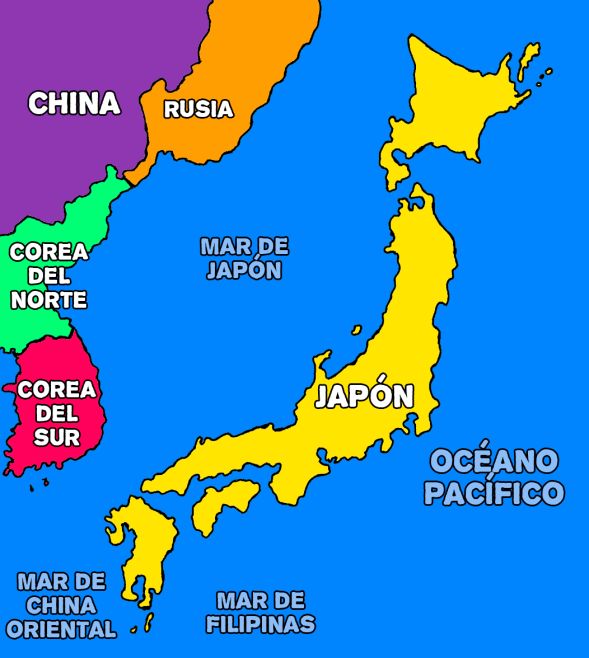 CHINA
RUSIA
COREA
DEL
NORTE
MAR DE
JAPÓN
COREA
DEL
SUR
JAPÓN
OCÉANO
PACÍFICO
MAR DE
CHINA
ORIENTAL
MAR DE
FILIPINAS